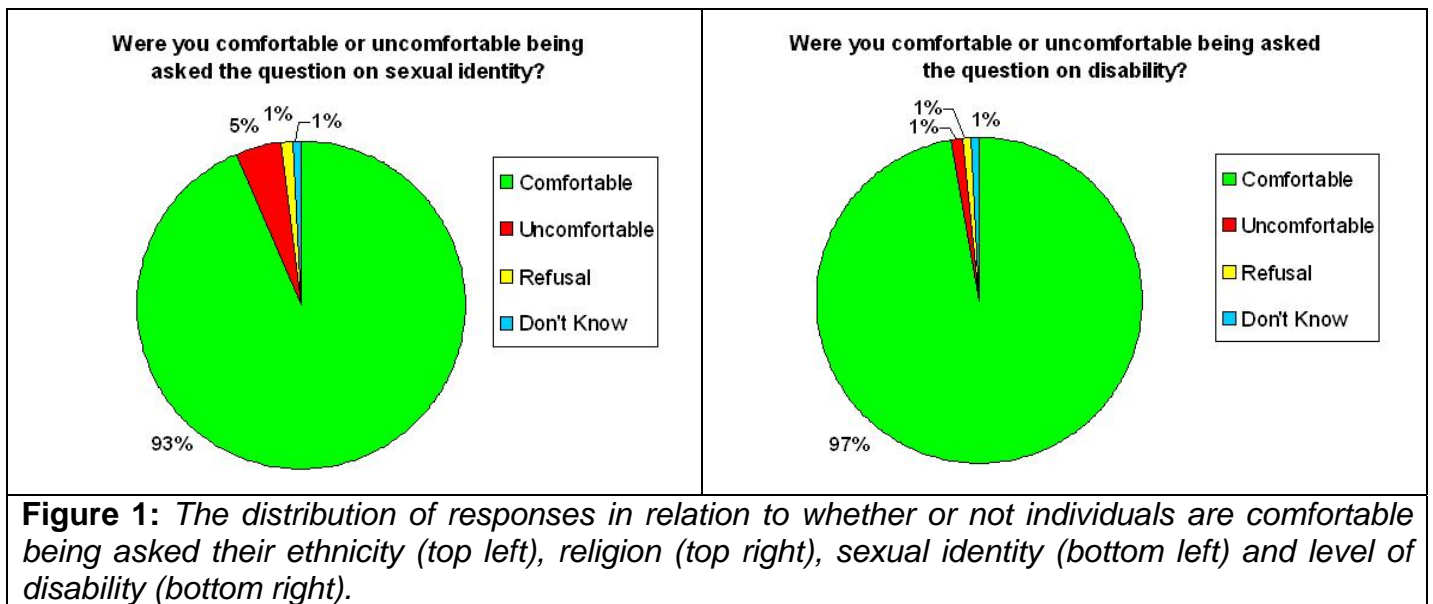 Were you comfortable or uncomfortable being
asked the question on sexual identity?
5%
1%
1%
93%
Comfortable
Uncomfortable
Refusal
Don't Know
Were you comfortable or uncomfortable being asked
the question on disability?
1%
1%
1%
97%
Comfortable
Uncomfortable
Refusal
Don't Know
Figure 1: The distribution of responses in relation to whether or not individuals are comfortable
being asked their ethnicity (top left), religion (top right), sexual identity (bottom left) and level of
disability (bottom right).